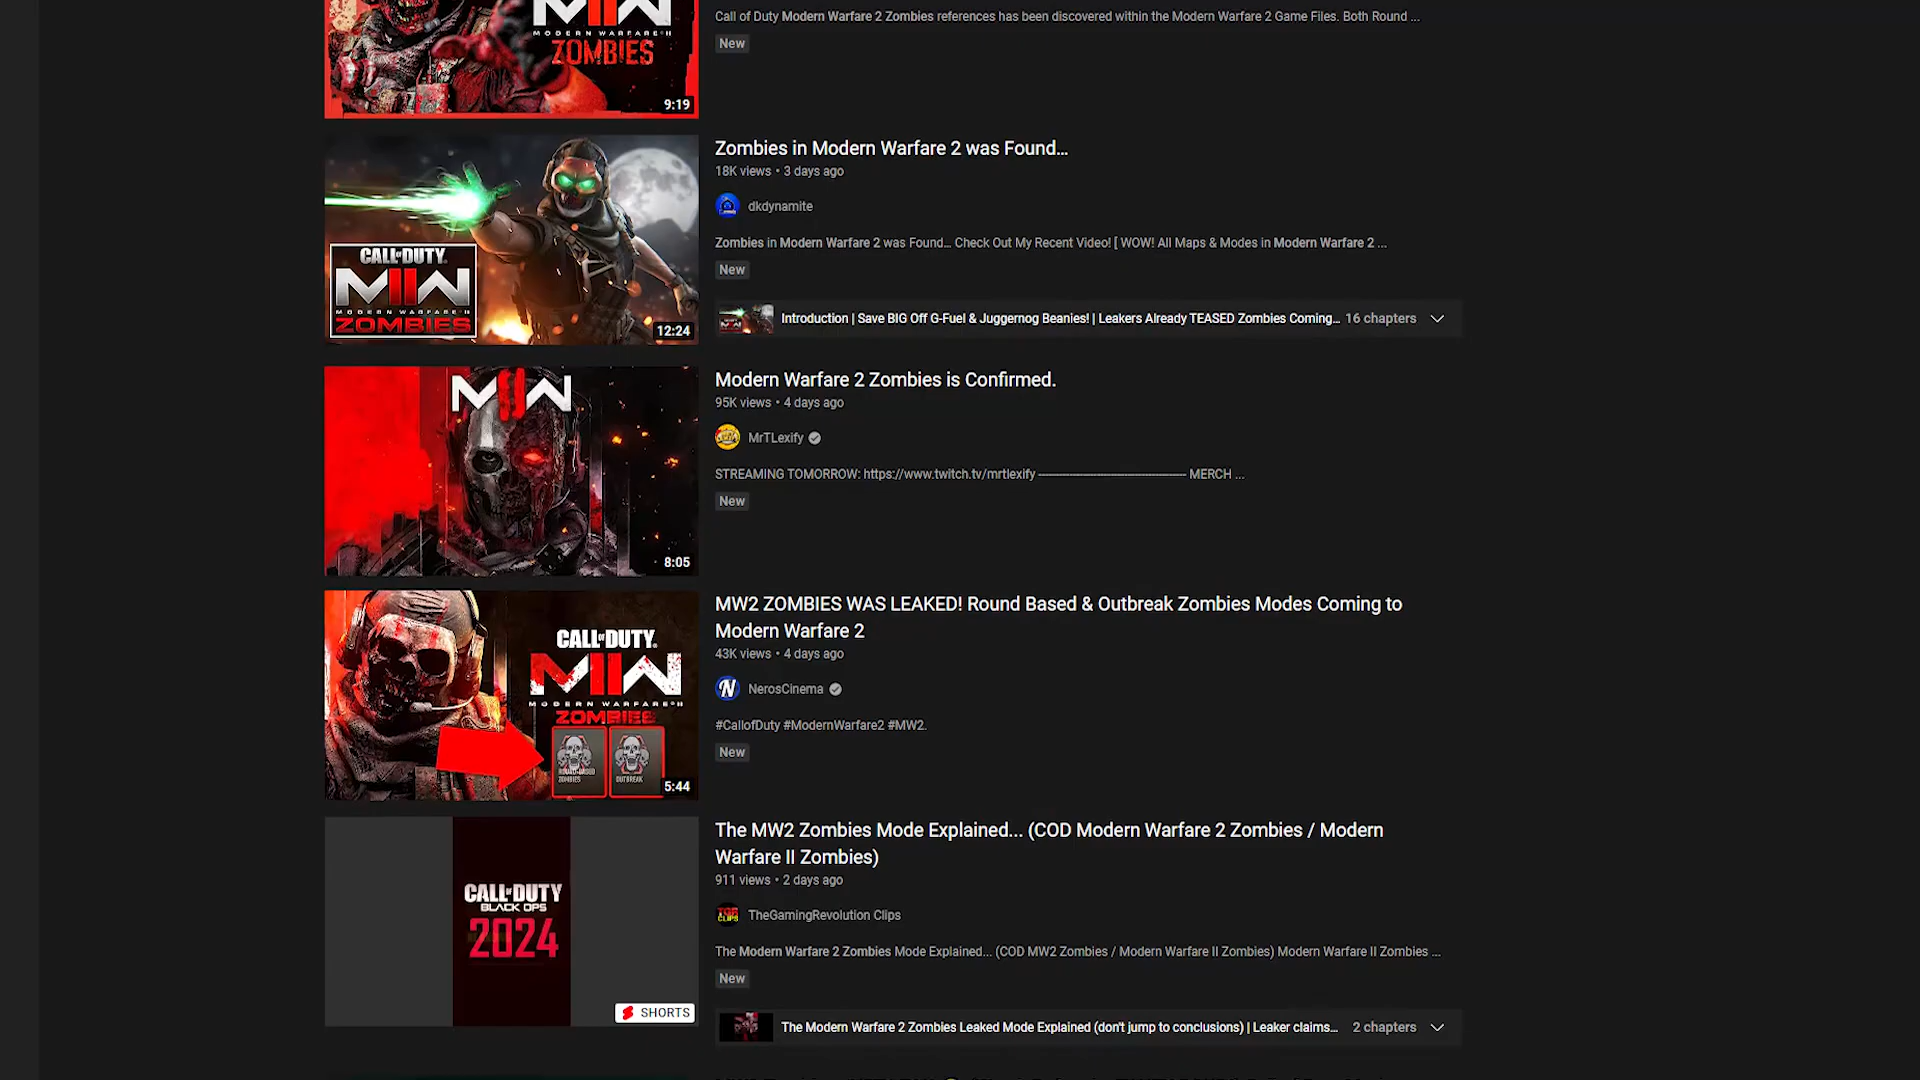 MW
MODERN WARFARE II
ZOMBIES
9:19
Call of Duty Modern Warfare 2 Zombies references has been discovered within the Modern Warfare 2 Game Files. Both Round ...
New
CALL OF DUTY
MW
MODERN WARFARE II
ZOMBIES
12:24
Zombies in Modern Warfare 2 was Found...
18K views • 3 days ago
dkdynamite
Zombies in Modern Warfare 2 was Found... Check Out My Recent Video! [ WOW! All Maps & Modes in Modern Warfare 2 ...
New
Introduction | Save BIG Off G-Fuel & Juggernog Beanies! | Leakers Already TEASED Zombies Coming... 16 chapters
MW
8:05
Modern Warfare 2 Zombies is Confirmed.
95K views • 4 days ago
MrTLexify
STREAMING TOMORROW: https://www.twitch.tv/mrtlexify ------------------------------------------------- MERCH ...
New
CALL OF DUTY
MW
MODERN WARFARE II
ZOMBIES
ROUND-BASED
ZOMBIES
OUTBREAK
5:44
MW2 ZOMBIES WAS LEAKED! Round Based & Outbreak Zombies Modes Coming to
Modern Warfare 2
43K views • 4 days ago
NerosCinema
#CallofDuty #ModernWarfare2 #MW2.
New
CALL OF DUTY
BLACK OPS
2024
SHORTS
The MW2 Zombies Mode Explained... (COD Modern Warfare 2 Zombies / Modern
Warfare II Zombies)
911 views • 2 days ago
TGR
CLIPS
TheGamingRevolution Clips
The Modern Warfare 2 Zombies Mode Explained... (COD MW2 Zombies / Modern Warfare II Zombies) Modern Warfare II Zombies ...
New
The Modern Warfare 2 Zombies Leaked Mode Explained (don't jump to conclusions) | Leaker claims... 2 chapters